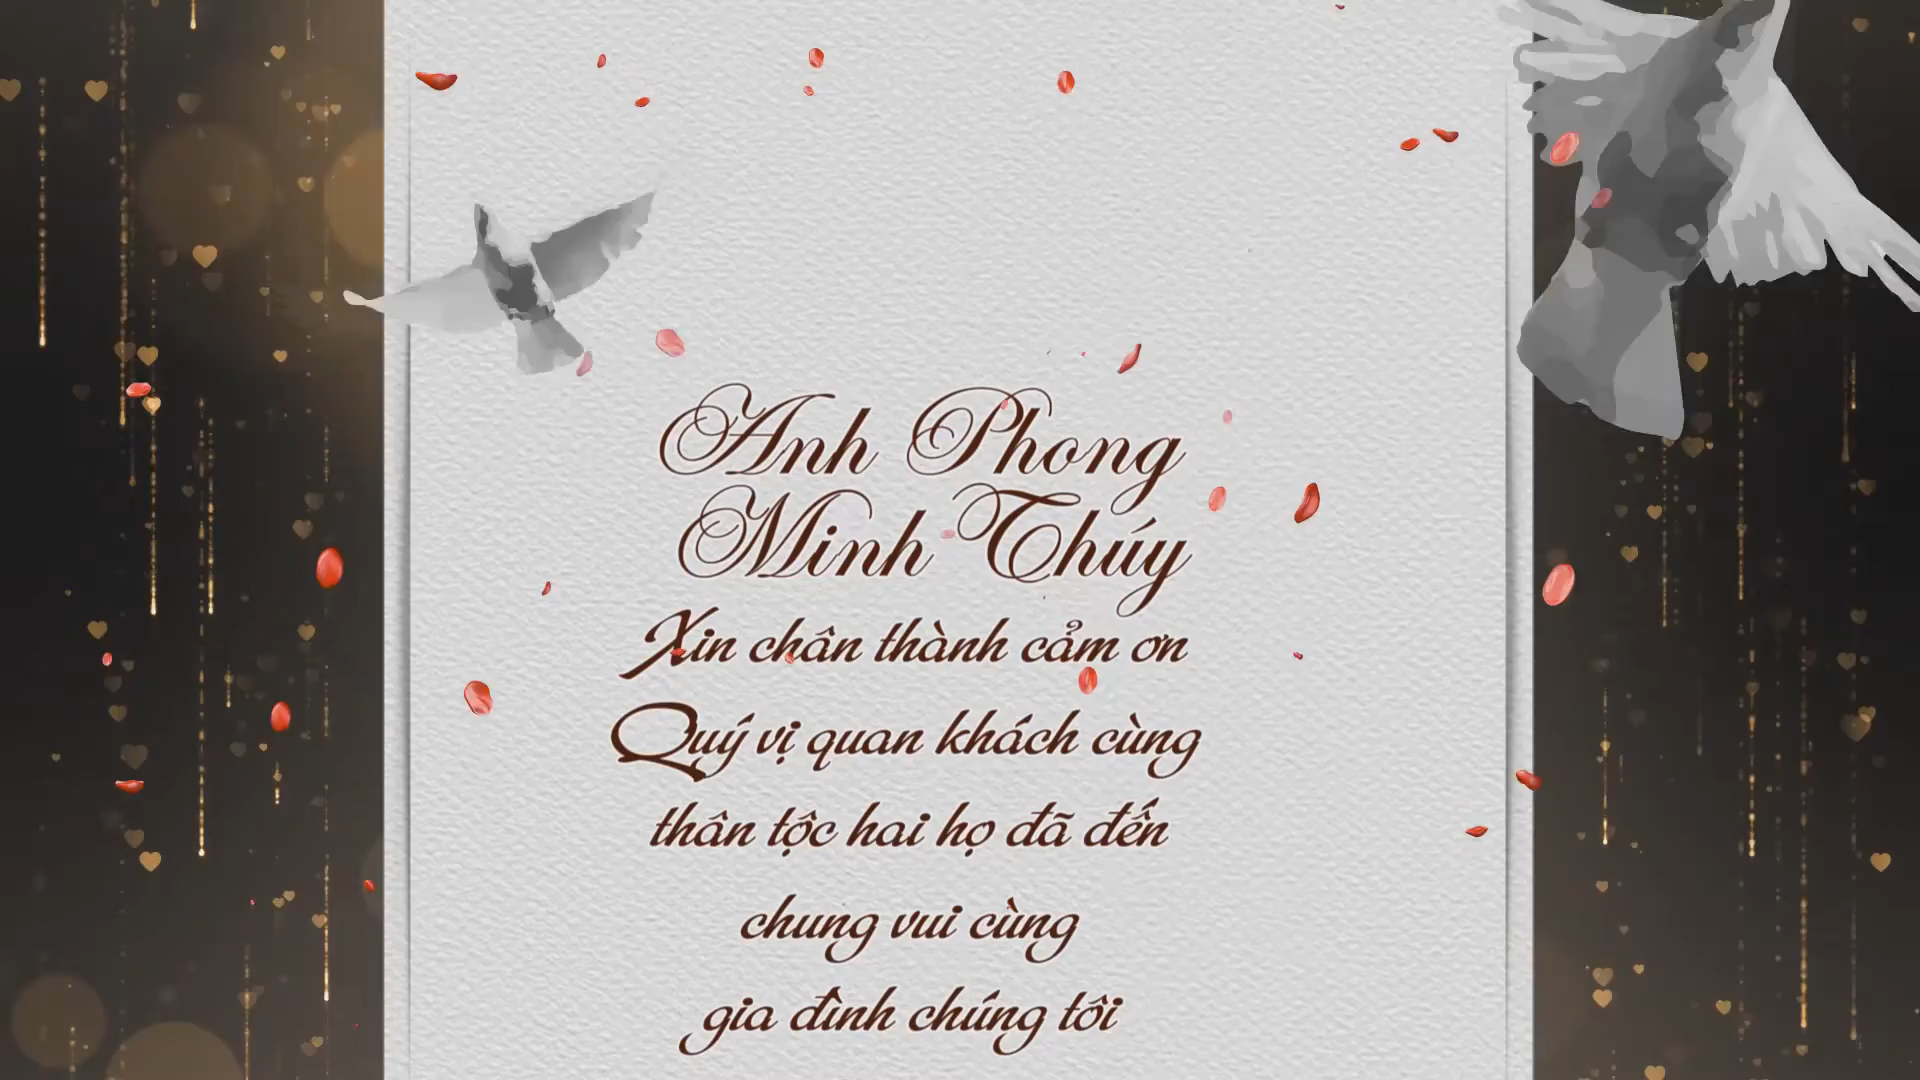 Anh Phong
Minh Thúy
Xin chân thành cảm ơn
Quý vị quan khách cùng
thân tộc hai họ đã đến
chung vui cùng
gia đình chúng tôi